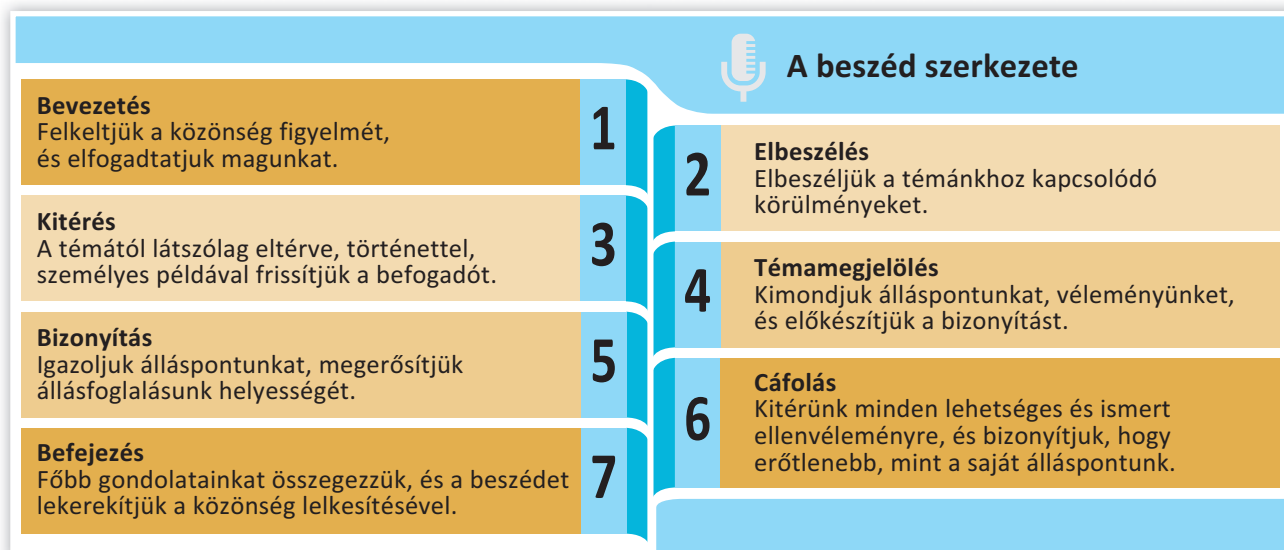 A beszéd szerkezete
Bevezetés
Felkeltjük a közönség figyelmét,
és elfogadtatjuk magunkat.
1
2
Elbeszélés
Elbeszéljük a témánkhoz kapcsolódó
körülményeket.
Kitérés
A témától látszólag eltérve, történettel,
személyes példával frissítjük a befogadót.
3
4
Témamegjelölés
Kimondjuk álláspontunkat, véleményünket,
és előkészítjük a bizonyítást.
Bizonyítás
Igazoljuk álláspontunkat, megerősítjük
állásfoglalásunk helyességét.
5
6
Cáfolás
Kitérünk minden lehetséges és ismert
ellenvéleményre, és bizonyítjuk, hogy
erőtlenebb, mint a saját álláspontunk.
Befejezés
Főbb gondolatainkat összegezzük, és a beszédet
lekerekítjük a közönség lelkesítésével.
7